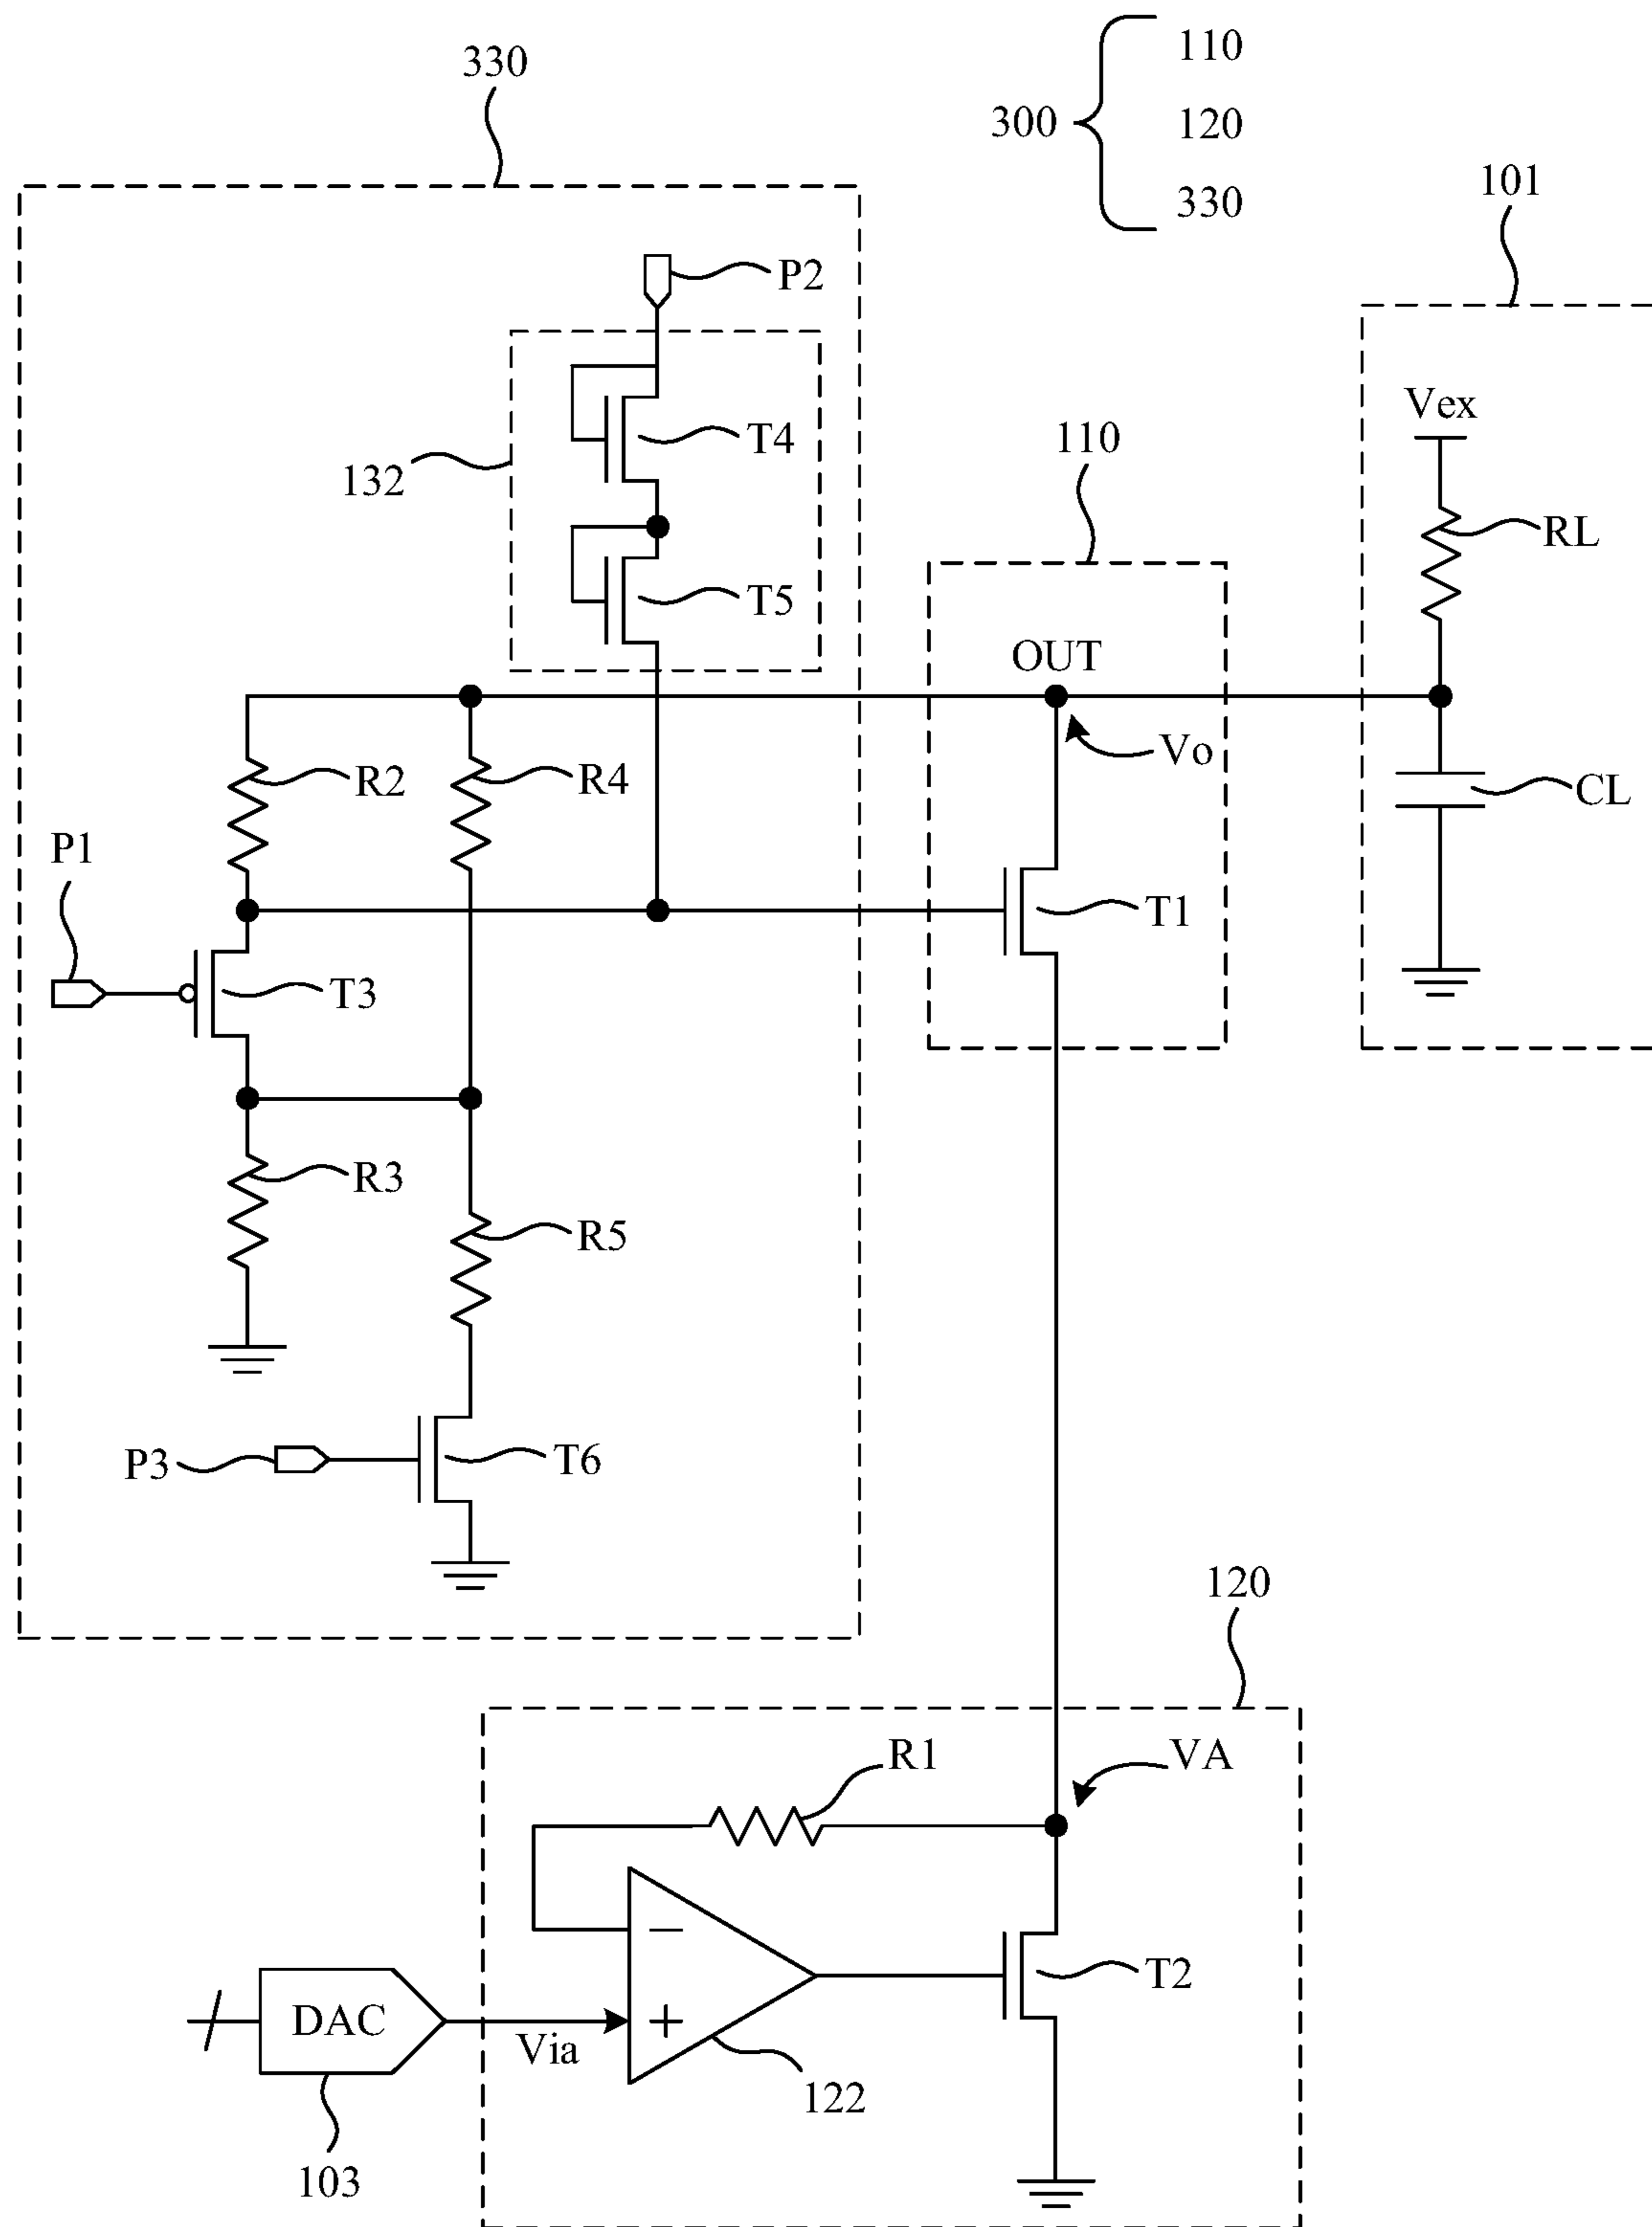 330
300
110
120
330
101
P2
T4
132
T5
110
Vex
RL
OUT
Vo
R2
R4
CL
P1
T1
T3
R3
R5
P3
T6
120
R1
VA
−
T2
DAC
Via
+
122
103